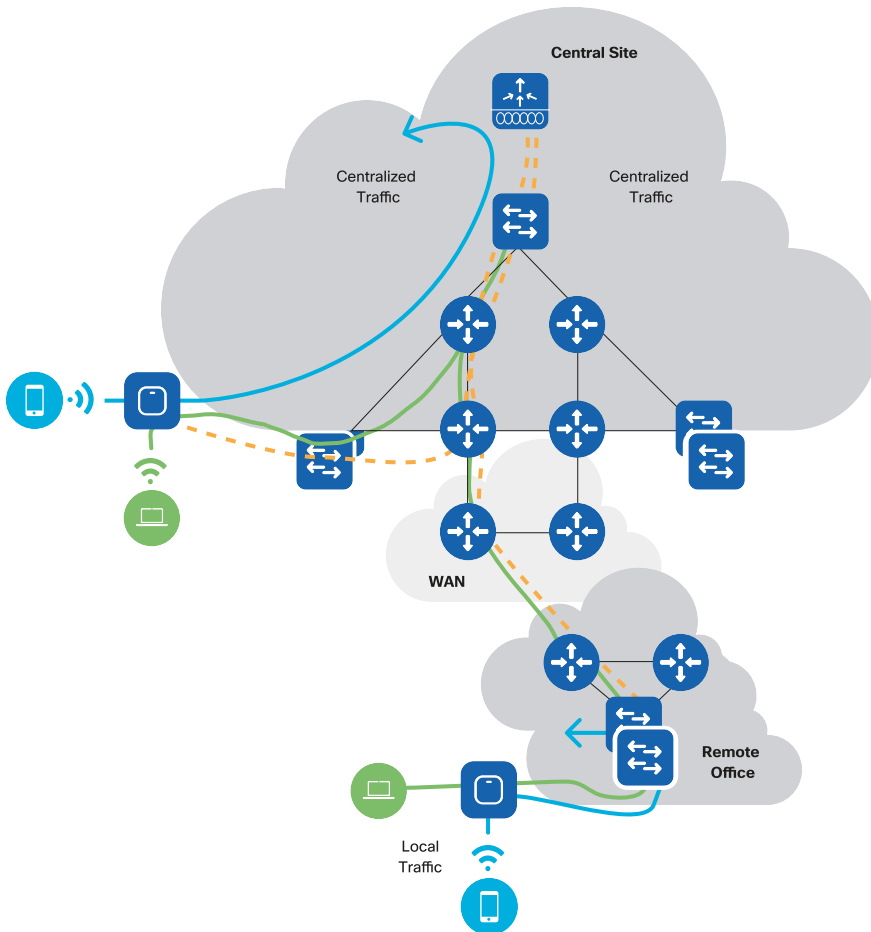 Central Site
Centralized
Traffic
Centralized
Traffic
WAN
Remote
Office
Local
Traffic